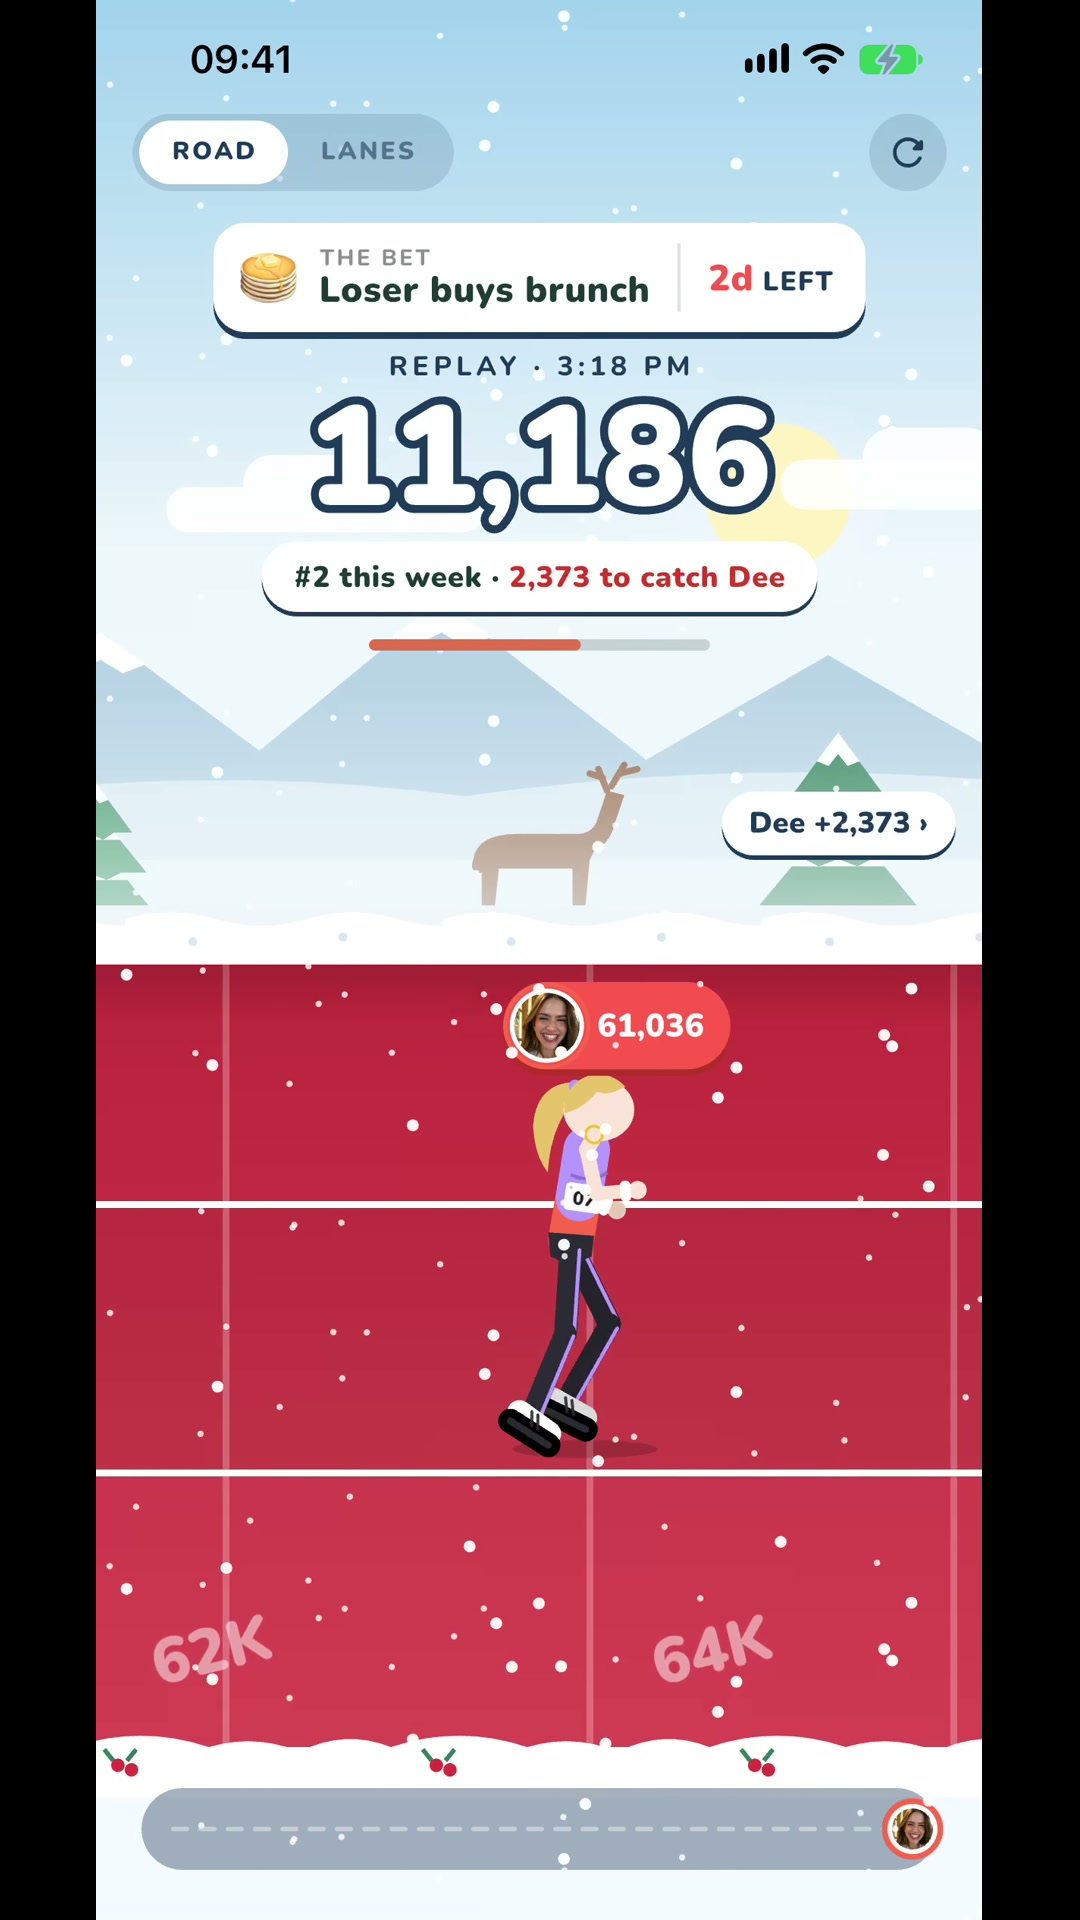 09:41
ROAD LANES
THE BET
Loser buys brunch
2d LEFT
REPLAY · 3:18 PM
11,186
#2 this week · 2,373 to catch Dee
Dee +2,373 ›
61,036
07
62K 64K